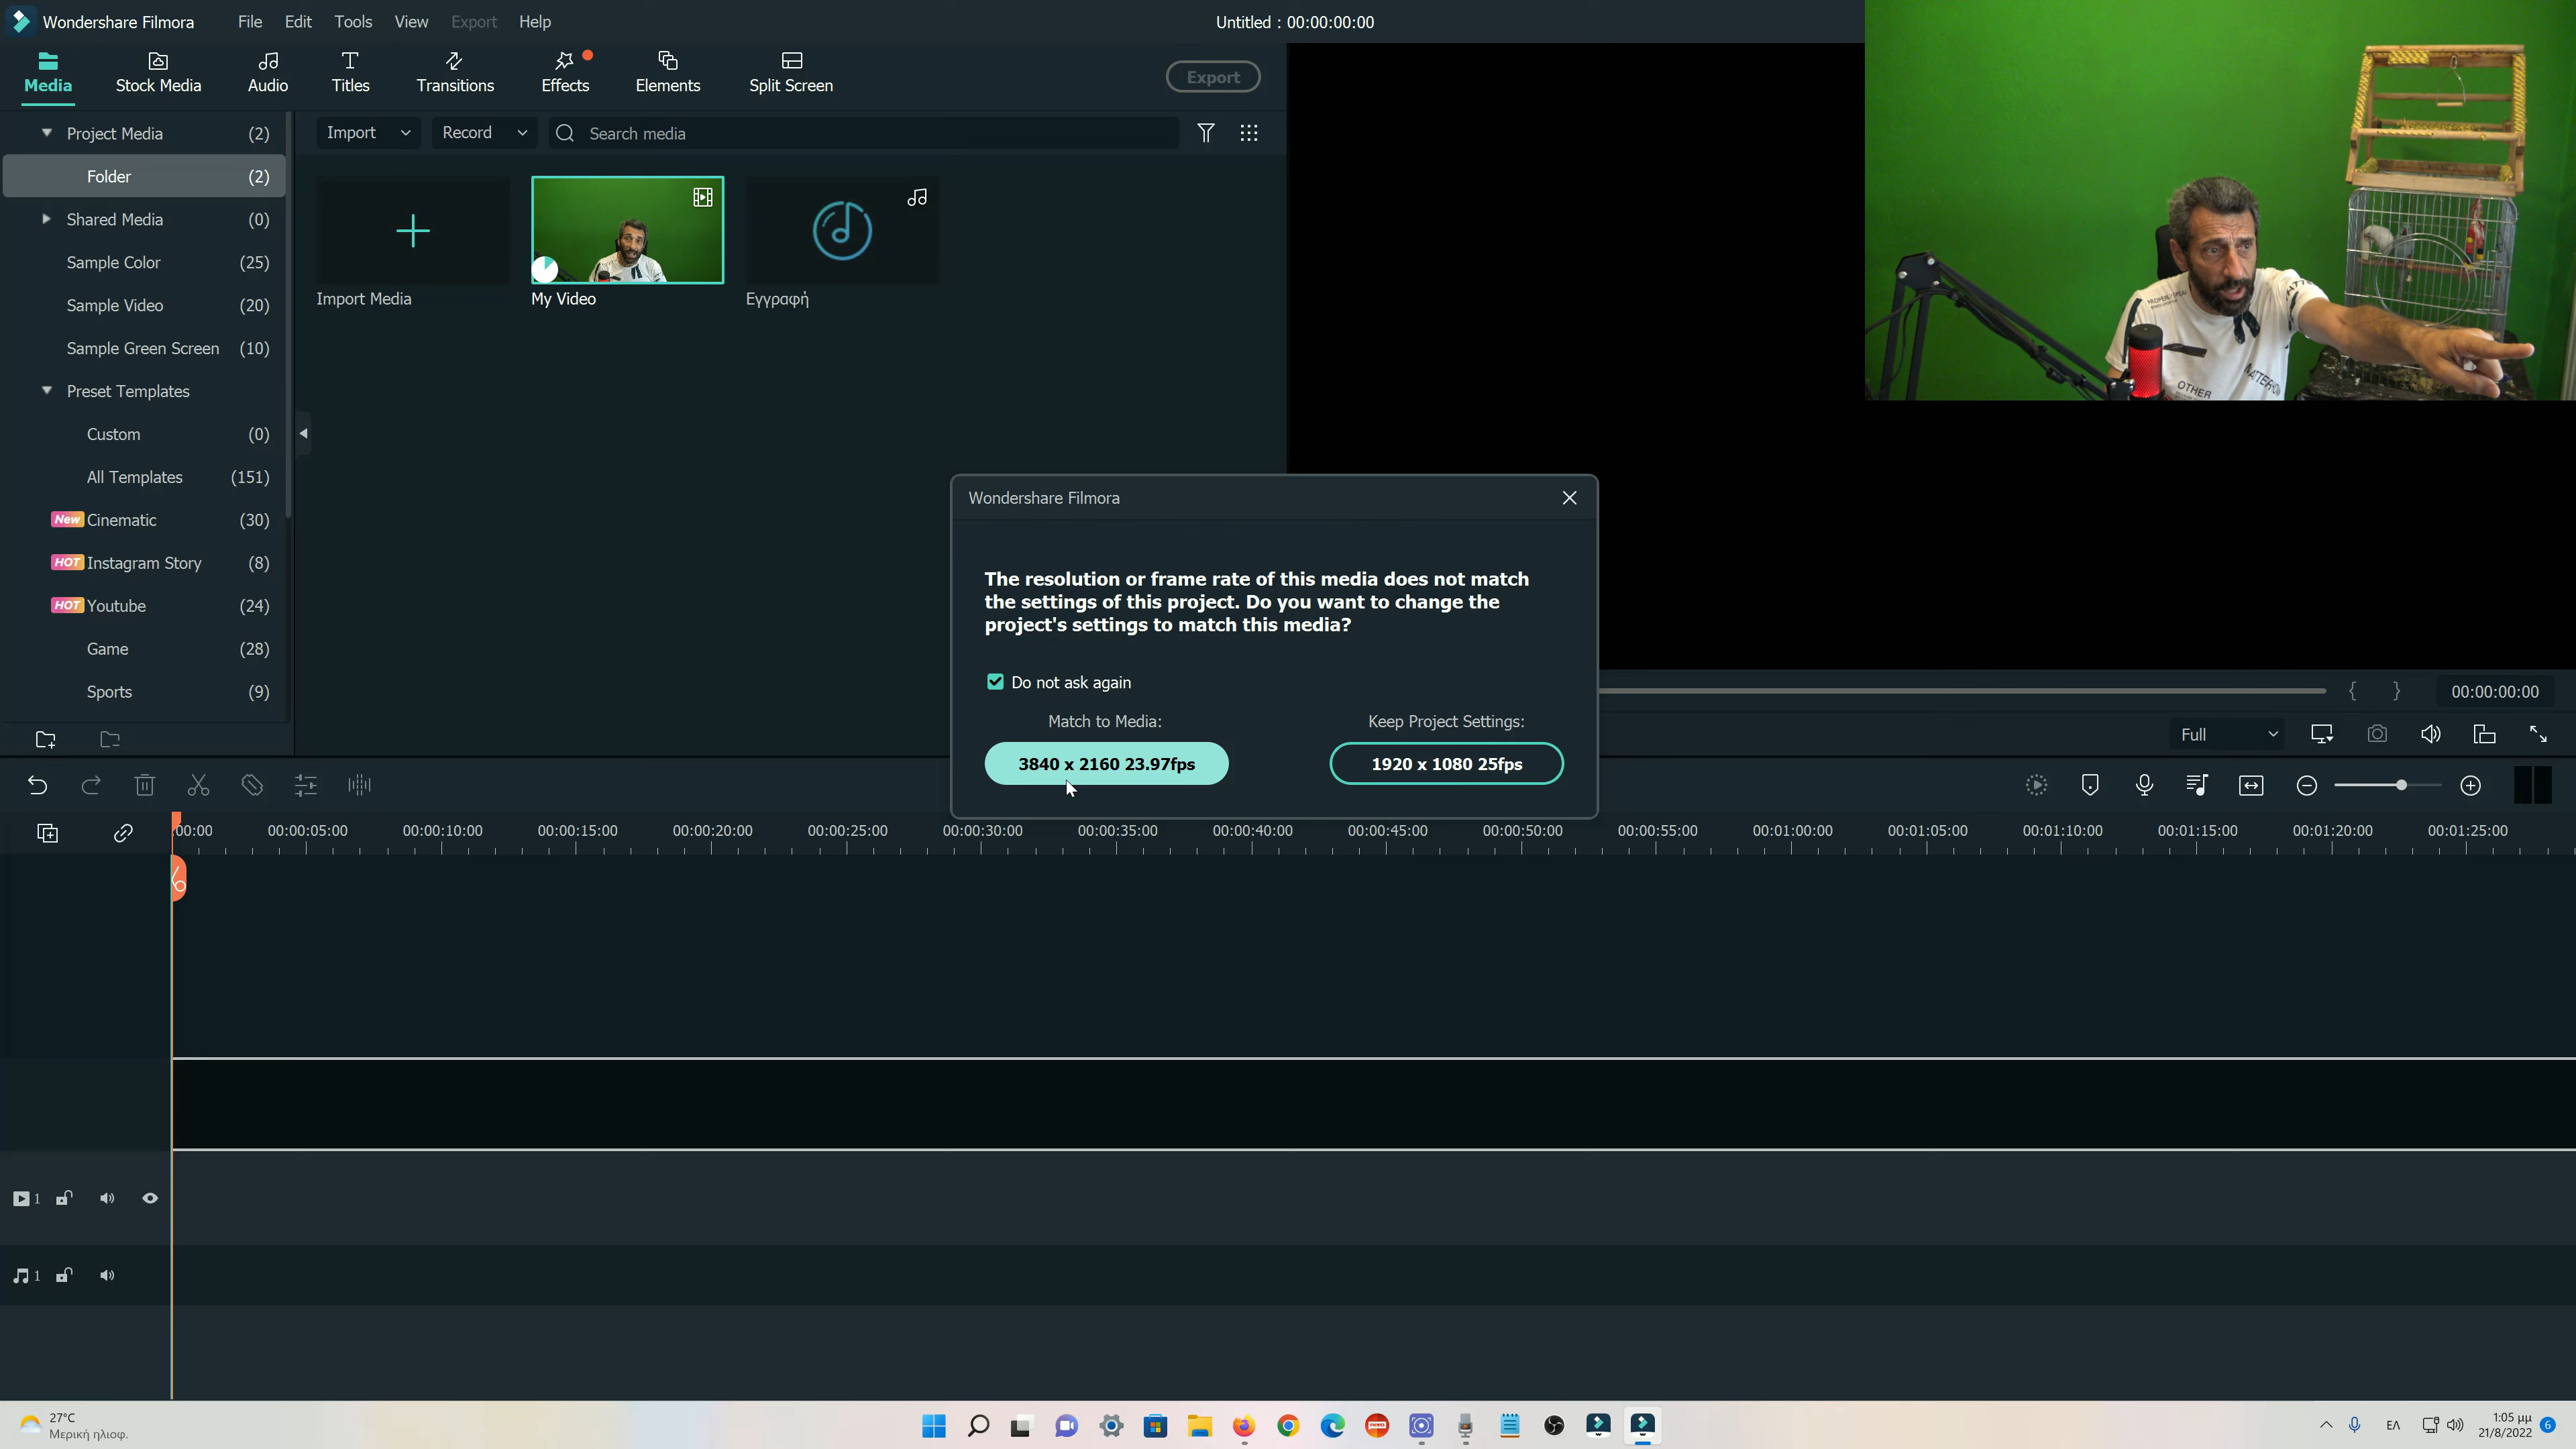 Wondershare Filmora
File Edit Tools View Export Help
Untitled : 00:00:00:00
Media
Stock Media
Audio
Titles
Transitions
Effects
Elements
Split Screen
Export
Project Media (2)
Folder (2)
Shared Media (0)
Sample Color (25)
Sample Video (20)
Sample Green Screen (10)
Preset Templates
Custom (0)
All Templates (151)
New Cinematic (30)
HOT Instagram Story (8)
HOT Youtube (24)
Game (28)
Sports (9)
Import
Record
Search media
Import Media
My Video
Εγγραφή
OTHER
Wondershare Filmora
The resolution or frame rate of this media does not match
the settings of this project. Do you want to change the
project's settings to match this media?
Do not ask again
Match to Media:
Keep Project Settings:
3840 x 2160 23.97fps
1920 x 1080 25fps
{ } 00:00:00:00
Full
:00:00 00:00:05:00 00:00:10:00 00:00:15:00 00:00:20:00 00:00:25:00 00:00:30:00 00:00:35:00 00:00:40:00 00:00:45:00 00:00:50:00 00:00:55:00 00:01:00:00 00:01:05:00 00:01:10:00 00:01:15:00 00:01:20:00 00:01:25:00
1
1
27°C
Μερική ηλιοφ.
ΕΛ
1:05 μμ
21/8/2022
6